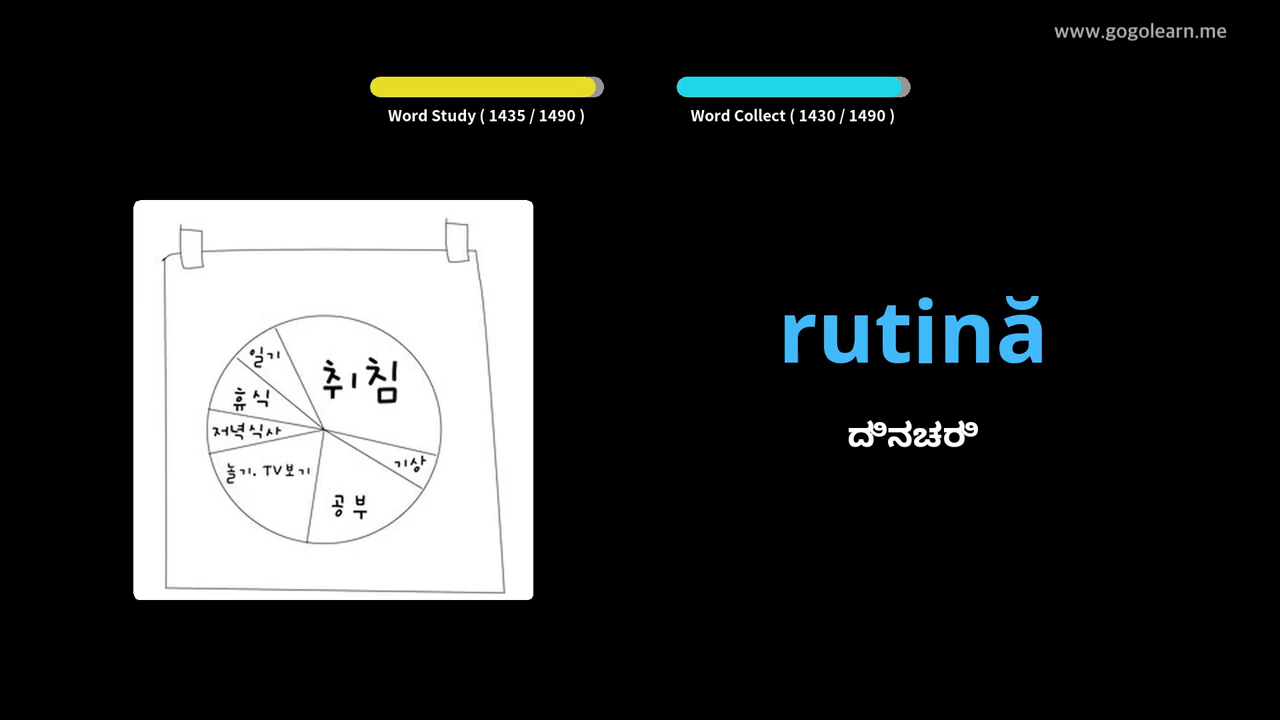 www.gogolearn.me
Word Study ( 1435 / 1490 )
Word Collect ( 1430 / 1490 )
일기
취침
휴식
저녁식사
기상
놀기. TV보기
공부
rutină
ದಿನಚರಿ